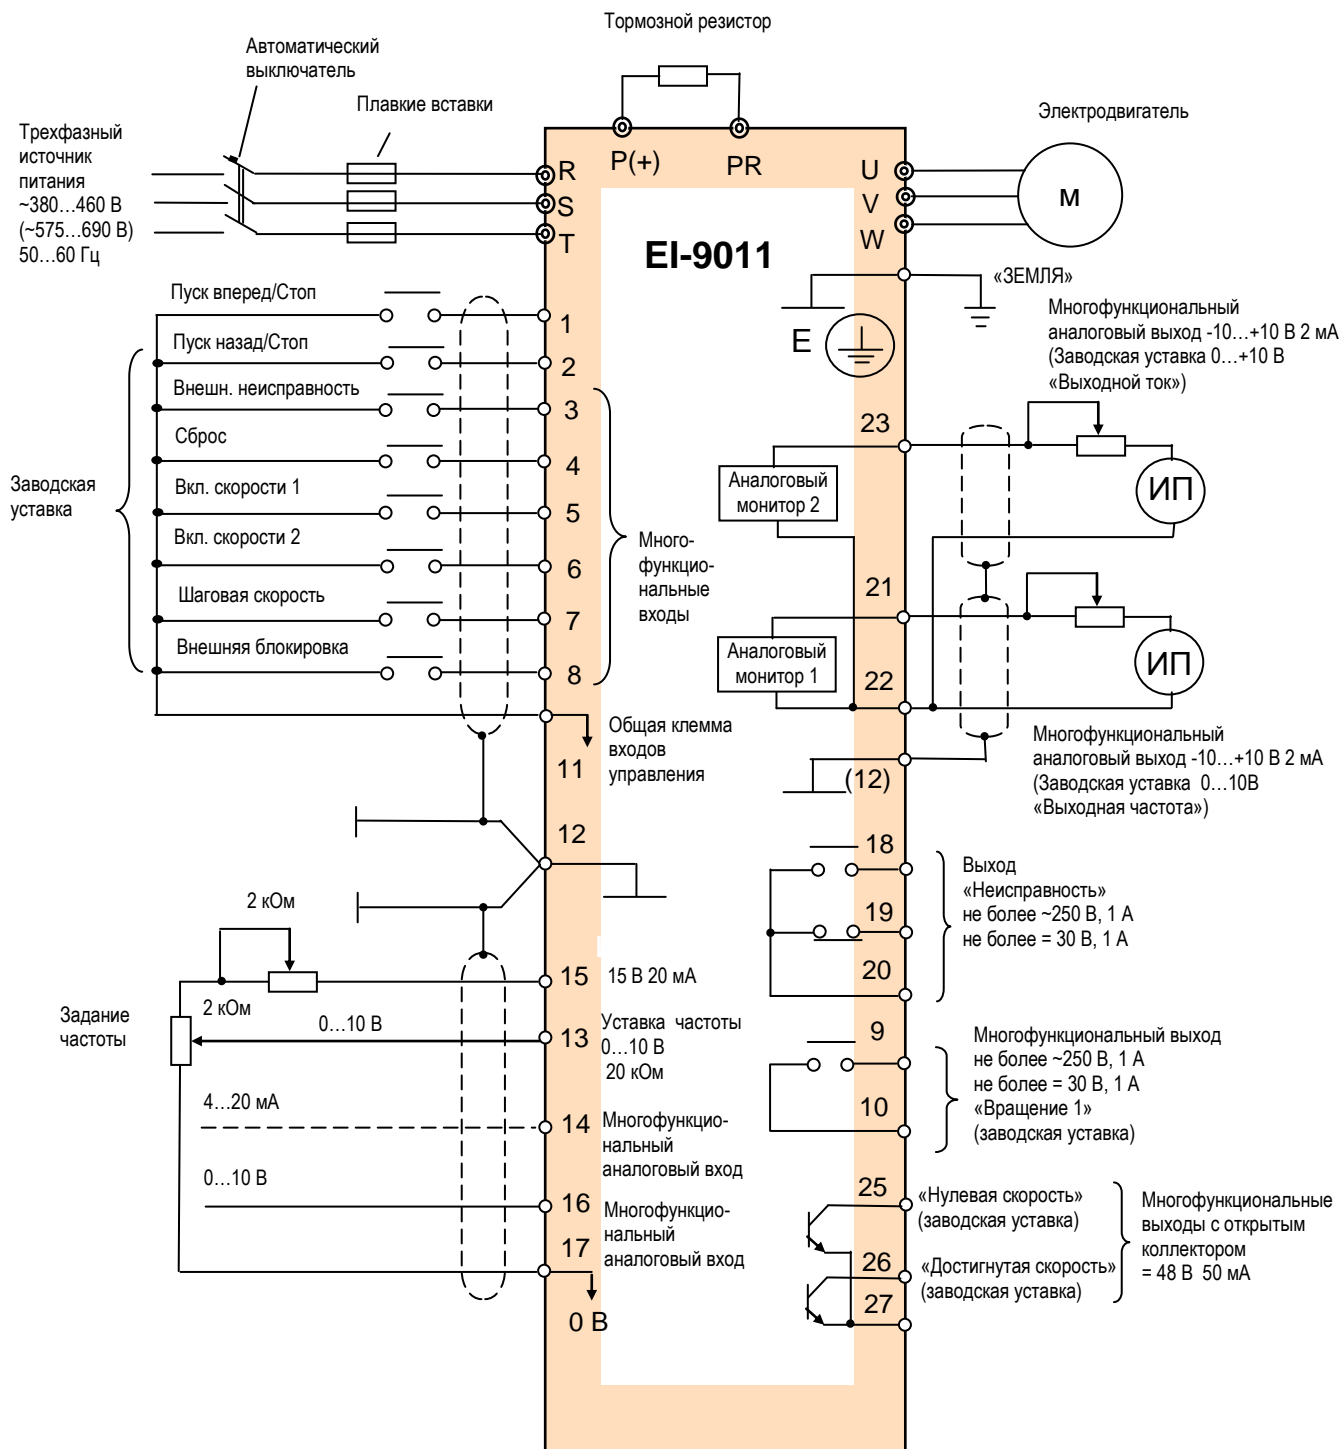 Тормозной резистор
Автоматический
выключатель
Плавкие вставки
Электродвигатель
Трехфазный
источник
питания
~380...460 В
(~575...690 В)
50...60 Гц
P(+)
PR
R
S
T
U
V
W
М
EI-9011
«ЗЕМЛЯ»
E
Пуск вперед/Стоп
1
Пуск назад/Стоп
2
Внешн. неисправность
3
Сброс
4
Вкл. скорости 1
5
Вкл. скорости 2
6
Шаговая скорость
7
Внешняя блокировка
8
Заводская
уставка
Много-
функцио-
нальные
входы
Общая клемма
входов
управления
11
12
Многофункциональный
аналоговый выход -10...+10 В 2 мА
(Заводская уставка 0...+10 В
«Выходной ток»)
23
Аналоговый
монитор 2
ИП
21
Аналоговый
монитор 1
ИП
22
(12)
Многофункциональный
аналоговый выход -10...+10 В 2 мА
(Заводская уставка 0...10В
«Выходная частота»)
18
19
20
Выход
«Неисправность»
не более ~250 В, 1 А
не более = 30 В, 1 А
2 кОм
15
15 В 20 мА
Задание
частоты
2 кОм
0...10 В
13
Уставка частоты
0...10 В
20 кОм
4...20 мА
14
Многофункцио-
нальный
аналоговый вход
0...10 В
16
Многофункцио-
нальный
аналоговый вход
17
0 В
9
10
Многофункциональный выход
не более ~250 В, 1 А
не более = 30 В, 1 А
«Вращение 1»
(заводская уставка)
25
«Нулевая скорость»
(заводская уставка)
26
«Достигнутая скорость»
(заводская уставка)
27
Многофункциональные
выходы с открытым
коллектором
= 48 В 50 мА